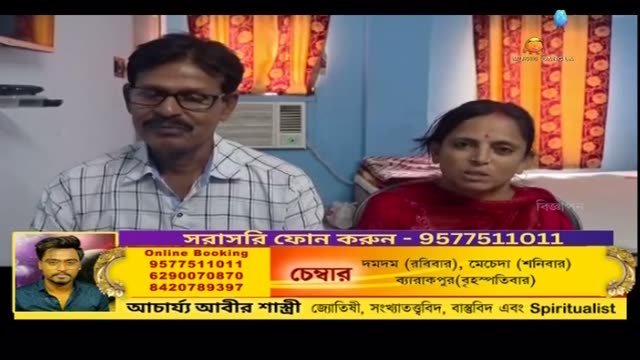 বিজ্ঞাপন
সরাসরি ফোন করুন - 9577511011
Online Booking
9577511011
6290070870
8420789397
চেম্বার
দমদম (রবিবার), মেচেদা (শনিবার)
ব্যারাকপুর(বৃহস্পতিবার)
আচার্য্য আবীর শাস্ত্রী জ্যোতিষী, সংখ্যাতত্ত্ববিদ, বাস্তুবিদ এবং Spiritualist